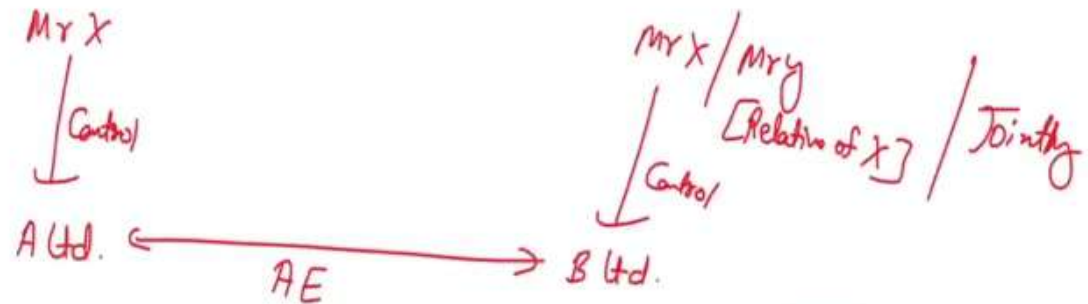 Mr X
Control
A Ltd.
AE
Mr X / Mr y
[Relative of X]
/ Jointly
Control
B Ltd.